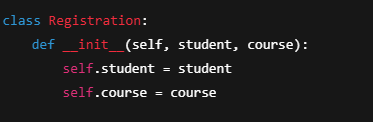 class Registration:
    def __init__(self, student, course):
        self.student = student
        self.course = course